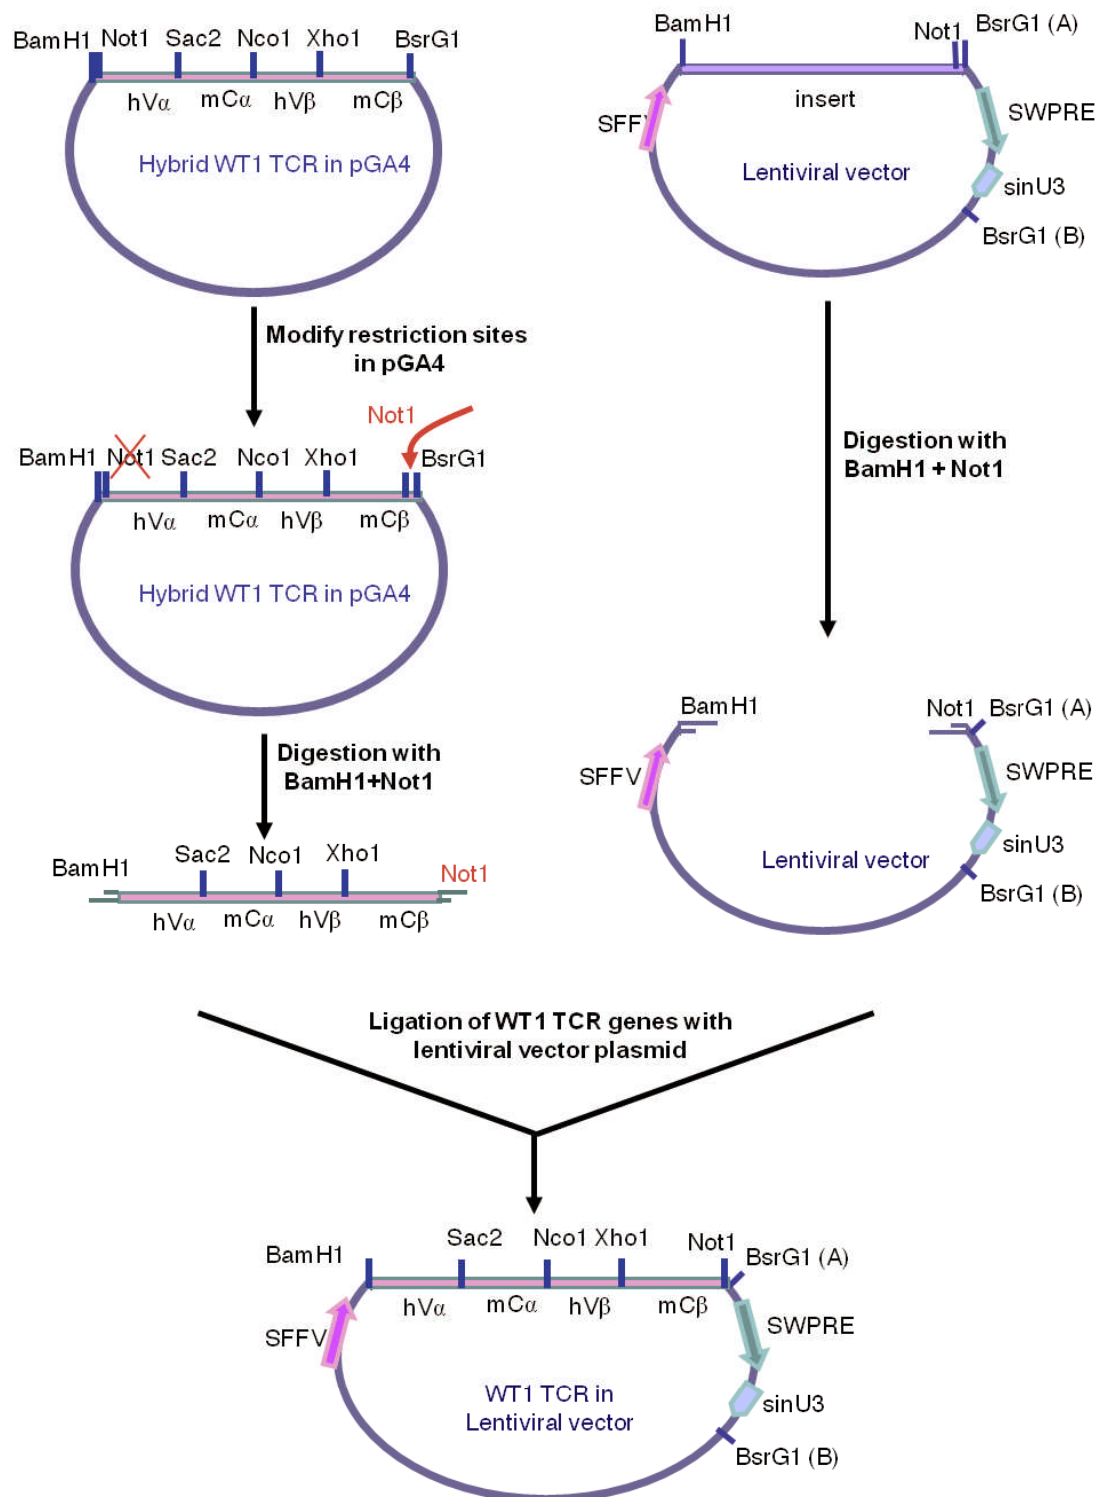 BamH1 Not1 Sac2 Nco1 Xho1 BsrG1
hVα mCα hVβ mCβ
Hybrid WT1 TCR in pGA4
BamH1 Not1 BsrG1 (A)
insert
SFFV SWPRE
Lentiviral vector
sinU3
BsrG1 (B)
Modify restriction sites
in pGA4
Not1
BamH1 Not1 Sac2 Nco1 Xho1 BsrG1
hVα mCα hVβ mCβ
Hybrid WT1 TCR in pGA4
Digestion with
BamH1 + Not1
Digestion with
BamH1+Not1
BamH1 Sac2 Nco1 Xho1 Not1
hVα mCα hVβ mCβ
BamH1 Not1 BsrG1 (A)
SFFV SWPRE
Lentiviral vector
sinU3
BsrG1 (B)
Ligation of WT1 TCR genes with
lentiviral vector plasmid
BamH1 Sac2 Nco1 Xho1 Not1 BsrG1 (A)
hVα mCα hVβ mCβ
SFFV SWPRE
WT1 TCR in
Lentiviral vector
sinU3
BsrG1 (B)